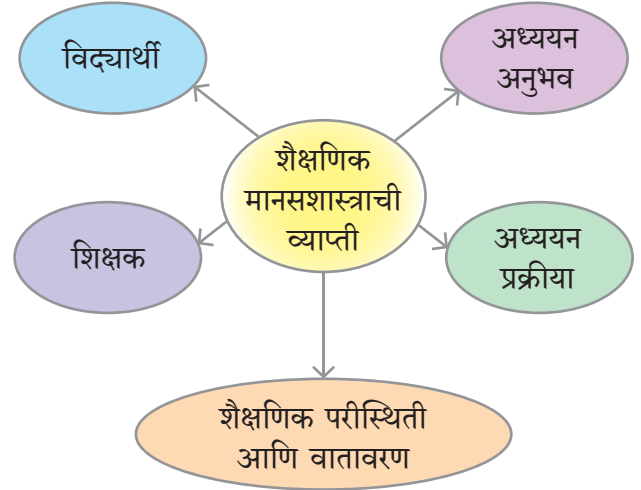 विद्यार्थी
अध्ययन
अनुभव
शैक्षणिक
मानसशास्त्राची
व्याप्ती
शिक्षक
अध्ययन
प्रक्रीया
शैक्षणिक परीस्थिती
आणि वातावरण